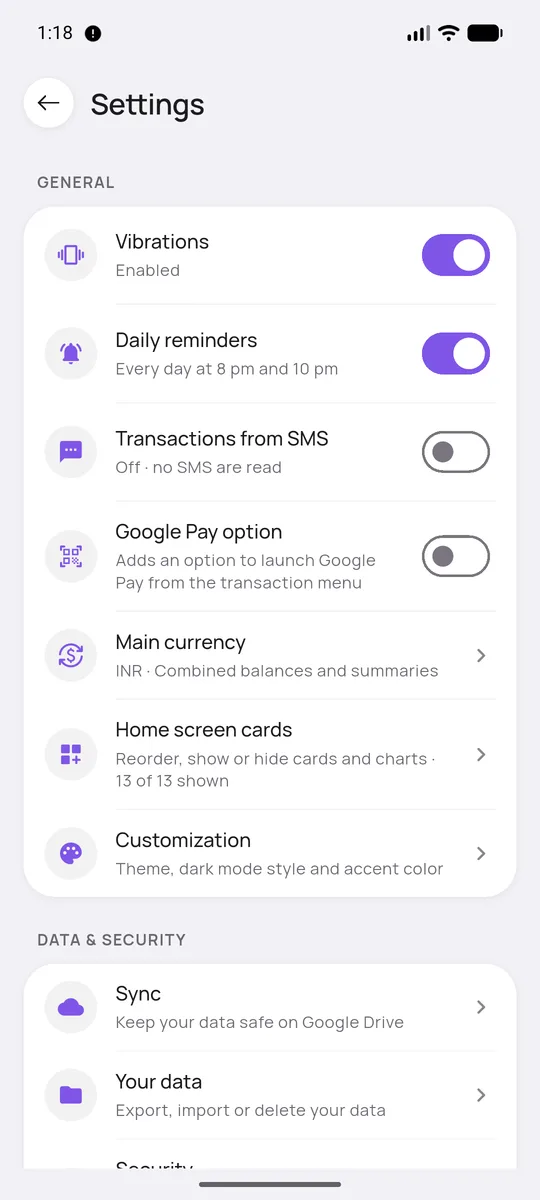 1:18
Settings
GENERAL
Vibrations
Enabled
Daily reminders
Every day at 8 pm and 10 pm
Transactions from SMS
Off · no SMS are read
Google Pay option
Adds an option to launch Google
Pay from the transaction menu
Main currency
INR · Combined balances and summaries
Home screen cards
Reorder, show or hide cards and charts ·
13 of 13 shown
Customization
Theme, dark mode style and accent color
DATA & SECURITY
Sync
Keep your data safe on Google Drive
Your data
Export, import or delete your data
Security